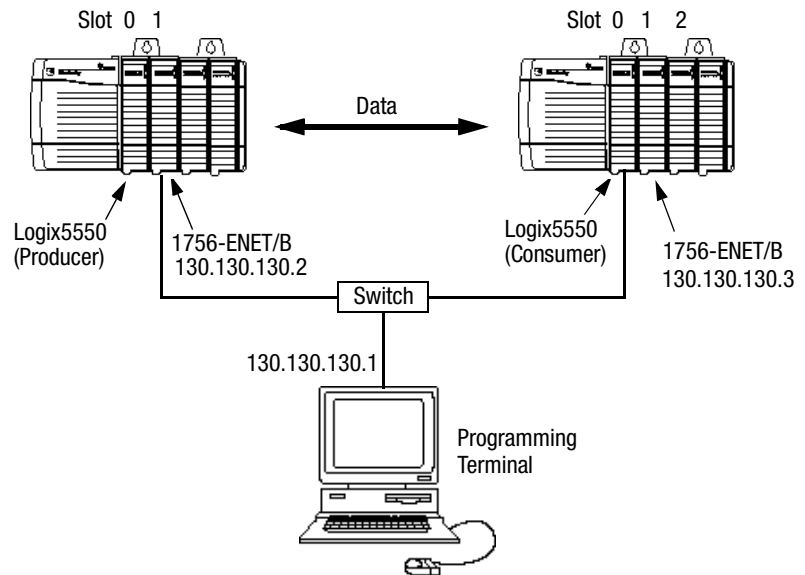 Slot 0 1
Slot 0 1 2
Data
Logix5550
(Producer)
1756-ENET/B
130.130.130.2
Logix5550
(Consumer)
1756-ENET/B
130.130.130.3
Switch
130.130.130.1
Programming
Terminal